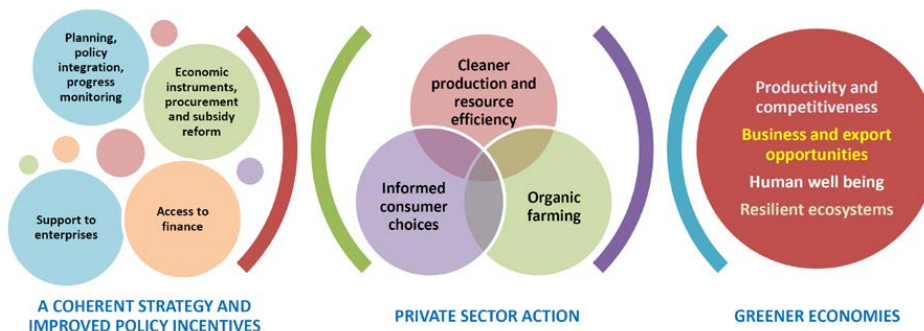 Planning,
policy
integration,
progress
monitoring
Economic
instruments,
procurement
and subsidy
reform
Support to
enterprises
Access to
finance
A COHERENT STRATEGY AND
IMPROVED POLICY INCENTIVES
Cleaner
production and
resource
efficiency
Informed
consumer
choices
Organic
farming
PRIVATE SECTOR ACTION
Productivity and
competitiveness
Business and export
opportunities
Human well being
Resilient ecosystems
GREENER ECONOMIES